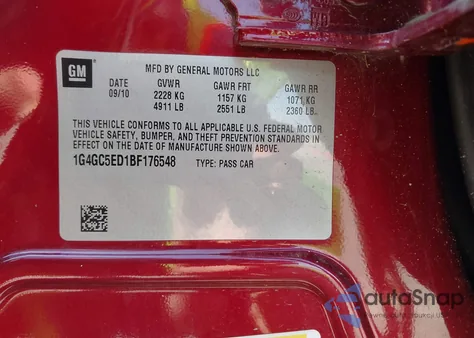 GM
MFD BY GENERAL MOTORS LLC
DATE GVWR GAWR FRT GAWR RR
09/10 2228 KG 1157 KG 1071 KG
4911 LB 2551 LB 2360 LB
THIS VEHICLE CONFORMS TO ALL APPLICABLE U.S. FEDERAL MOTOR
VEHICLE SAFETY, BUMPER, AND THEFT PREVENTION STANDARDS IN
EFFECT ON THE DATE OF MANUFACTURE SHOWN ABOVE.
1G4GC5ED1BF176548 TYPE: PASS CAR
autoSnap